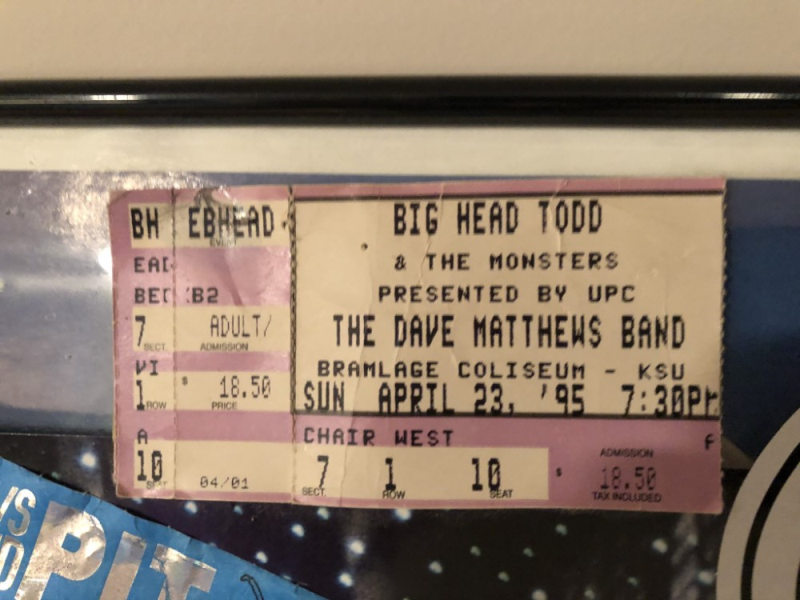 BH EBHEAD
EVENT
EAD
BEC B2
7 ADULT/
SECT. ADMISSION
VI
1 $ 18.50
ROW PRICE
A
10 04/01
SEAT
BIG HEAD TODD
& THE MONSTERS
PRESENTED BY UPC
THE DAVE MATTHEWS BAND
BRAMLAGE COLISEUM - KSU
SUN APRIL 23, '95 7:30PM
CHAIR WEST
ADMISSION
7 1 10 $ 18.50
SECT. ROW SEAT TAX INCLUDED
PIT